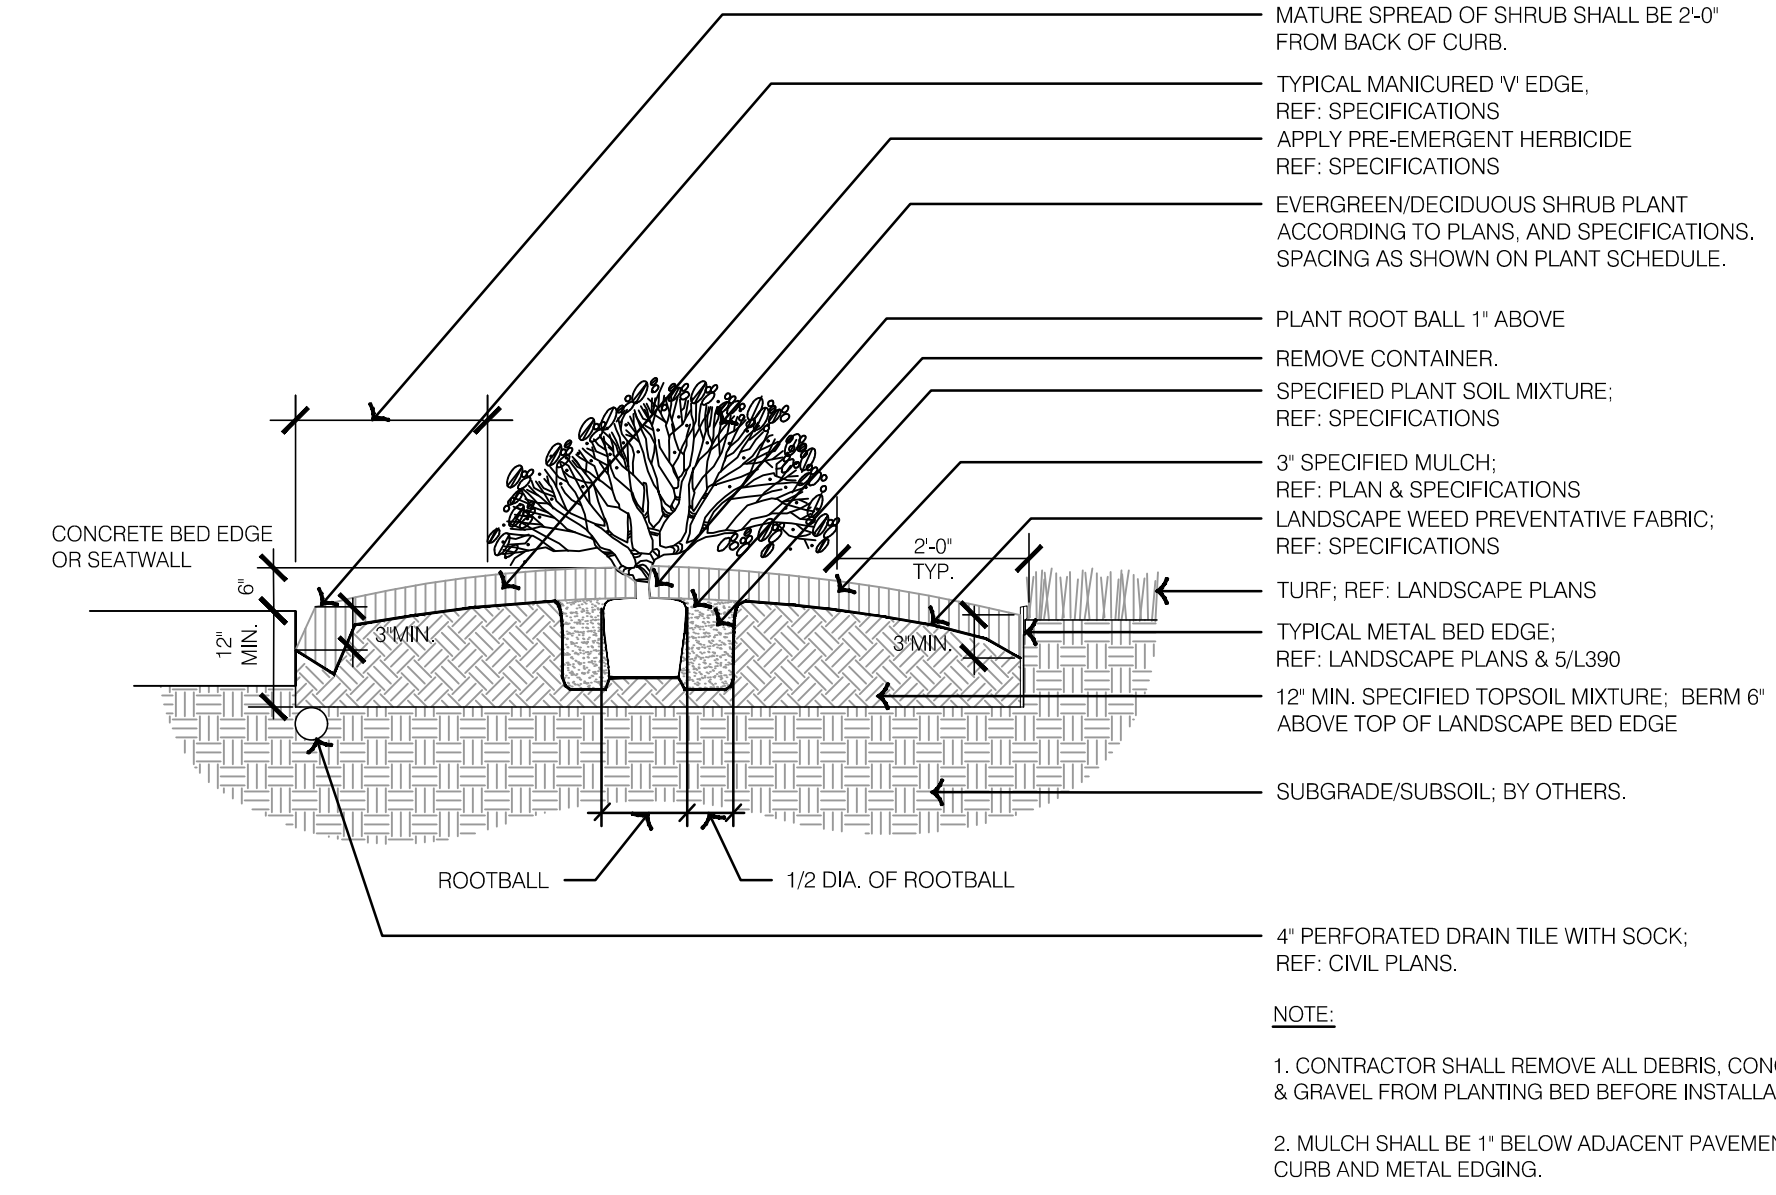 MATURE SPREAD OF SHRUB SHALL BE 2'-0"
FROM BACK OF CURB.
TYPICAL MANICURED 'V' EDGE,
REF: SPECIFICATIONS
APPLY PRE-EMERGENT HERBICIDE
REF: SPECIFICATIONS
EVERGREEN/DECIDUOUS SHRUB PLANT
ACCORDING TO PLANS, AND SPECIFICATIONS.
SPACING AS SHOWN ON PLANT SCHEDULE.
PLANT ROOT BALL 1" ABOVE
REMOVE CONTAINER.
SPECIFIED PLANT SOIL MIXTURE;
REF: SPECIFICATIONS
3" SPECIFIED MULCH;
REF: PLAN & SPECIFICATIONS
LANDSCAPE WEED PREVENTATIVE FABRIC;
REF: SPECIFICATIONS
CONCRETE BED EDGE
OR SEATWALL
2'-0"
TYP.
6"
TURF; REF: LANDSCAPE PLANS
12"
MIN.
3"MIN.
3"MIN.
TYPICAL METAL BED EDGE;
REF: LANDSCAPE PLANS & 5/L390
12" MIN. SPECIFIED TOPSOIL MIXTURE; BERM 6"
ABOVE TOP OF LANDSCAPE BED EDGE
SUBGRADE/SUBSOIL; BY OTHERS.
ROOTBALL
1/2 DIA. OF ROOTBALL
4" PERFORATED DRAIN TILE WITH SOCK;
REF: CIVIL PLANS.
NOTE:
1. CONTRACTOR SHALL REMOVE ALL DEBRIS,
& GRAVEL FROM PLANTING BED BEFORE
2. MULCH SHALL BE 1" BELOW ADJACENT
CURB AND METAL EDGING.